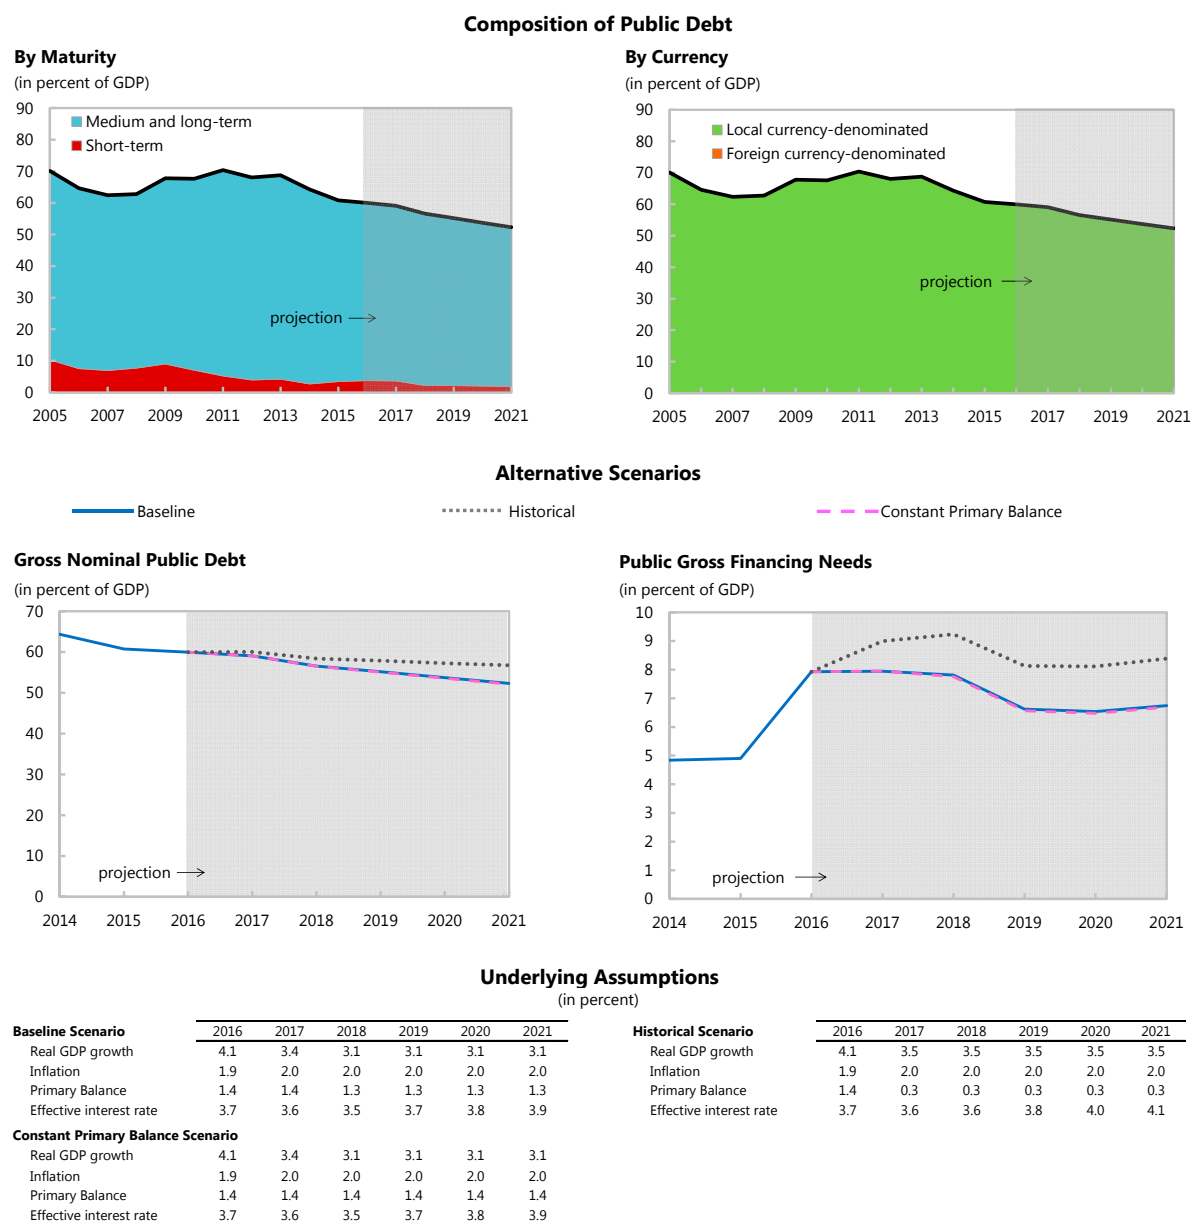 Composition of Public Debt
By Maturity
(in percent of GDP)
90
80
70
60
50
40
30
20
10
0
Medium and long-term
Short-term
projection
2005 2007 2009 2011 2013 2015 2017 2019 2021
By Currency
(in percent of GDP)
90
80
70
60
50
40
30
20
10
0
Local currency-denominated
Foreign currency-denominated
projection
2005 2007 2009 2011 2013 2015 2017 2019 2021
Alternative Scenarios
Baseline Historical Constant Primary Balance
Gross Nominal Public Debt
(in percent of GDP)
70
60
50
40
30
20
10
0
projection
2014 2015 2016 2017 2018 2019 2020 2021
Public Gross Financing Needs
(in percent of GDP)
10
9
8
7
6
5
4
3
2
1
0
projection
2014 2015 2016 2017 2018 2019 2020 2021
Underlying Assumptions
(in percent)
Baseline Scenario 2016 2017 2018 2019 2020 2021
Real GDP growth 4.1 3.4 3.1 3.1 3.1 3.1
Inflation 1.9 2.0 2.0 2.0 2.0 2.0
Primary Balance 1.4 1.4 1.3 1.3 1.3 1.3
Effective interest rate 3.7 3.6 3.5 3.7 3.8 3.9
Constant Primary Balance Scenario
Real GDP growth 4.1 3.4 3.1 3.1 3.1 3.1
Inflation 1.9 2.0 2.0 2.0 2.0 2.0
Primary Balance 1.4 1.4 1.4 1.4 1.4 1.4
Effective interest rate 3.7 3.6 3.5 3.7 3.8 3.9
Historical Scenario 2016 2017 2018 2019 2020 2021
Real GDP growth 4.1 3.5 3.5 3.5 3.5 3.5
Inflation 1.9 2.0 2.0 2.0 2.0 2.0
Primary Balance 1.4 0.3 0.3 0.3 0.3 0.3
Effective interest rate 3.7 3.6 3.6 3.8 4.0 4.1